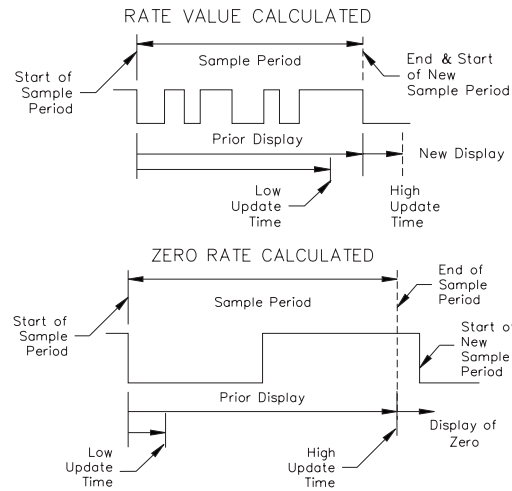 RATE VALUE CALCULATED
Start of
Sample
Period
Sample Period
End & Start
of New
Sample Period
Prior Display
New Display
Low
Update
Time
High
Update
Time
ZERO RATE CALCULATED
Start of
Sample
Period
Sample Period
End of
Sample
Period
Start of
New
Sample
Period
Prior Display
Display of
Zero
Low
Update
Time
High
Update
Time